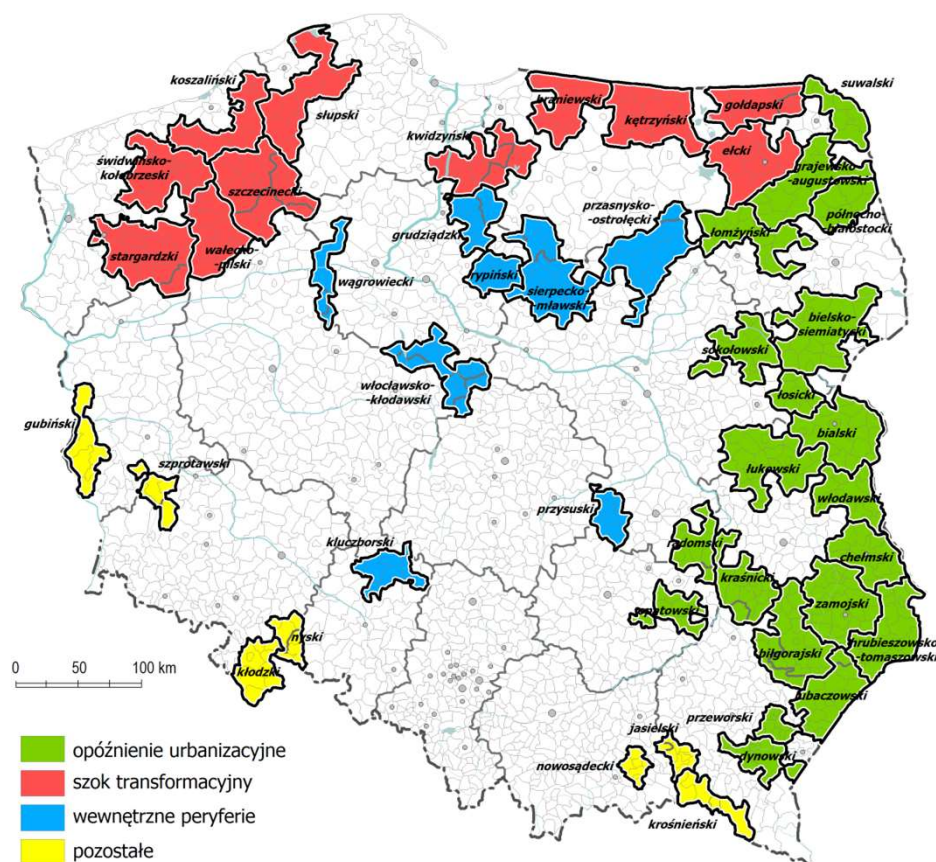 koszaliński
słupski
suwalski
braniewski
gołdapski
kętrzyński
kwidzyński
ełcki
świdwińsko-
-kołobrzeski
szczecinecki
grajewsko-
-augustowski
przasnysko-
-ostrołęcki
północno-
-białostocki
grudziądzki
łomżyński
stargardzki
wałecko-
-pilski
wągrowiecki
rypiński
sierpecko-
-mławski
bielsko-
-siemiatyski
sokołowski
włocławsko-
-kłodawski
łosicki
gubiński
bialski
szprotawski
łukowski
włodawski
przysuski
kluczborski
radomski
chełmski
kraśnicki
opatowski
zamojski
nyski
biłgorajski
hrubieszowsko-
-tomaszowski
0 50 100 km
kłodzki
lubaczowski
przeworski
jasielski
dynowski
nowosądecki
krośnieński
opóźnienie urbanizacyjne
szok transformacyjny
wewnętrzne peryferie
pozostałe